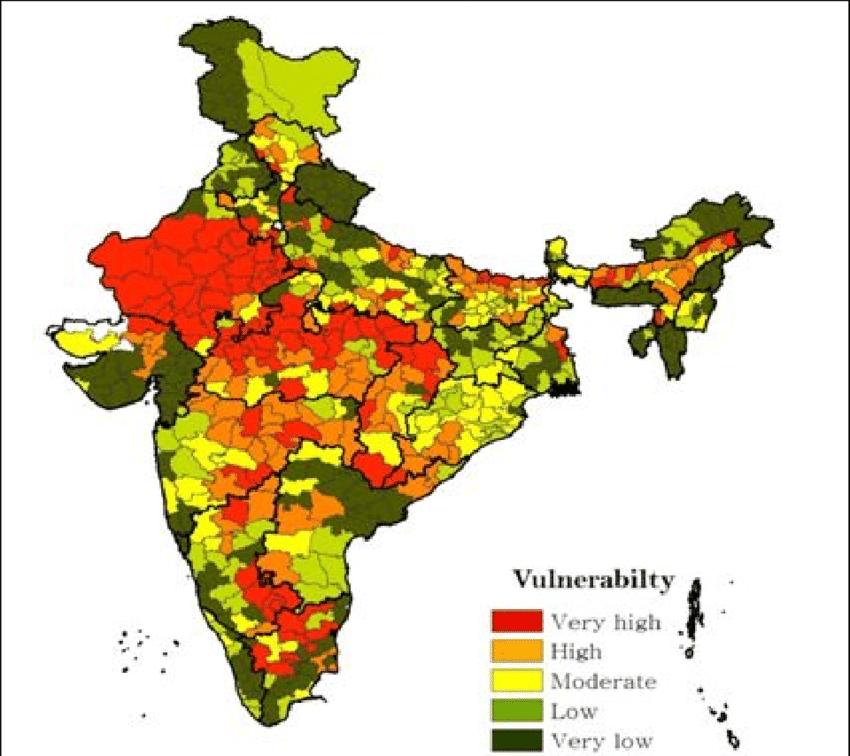 Vulnerabilty
Very high
High
Moderate
Low
Very low